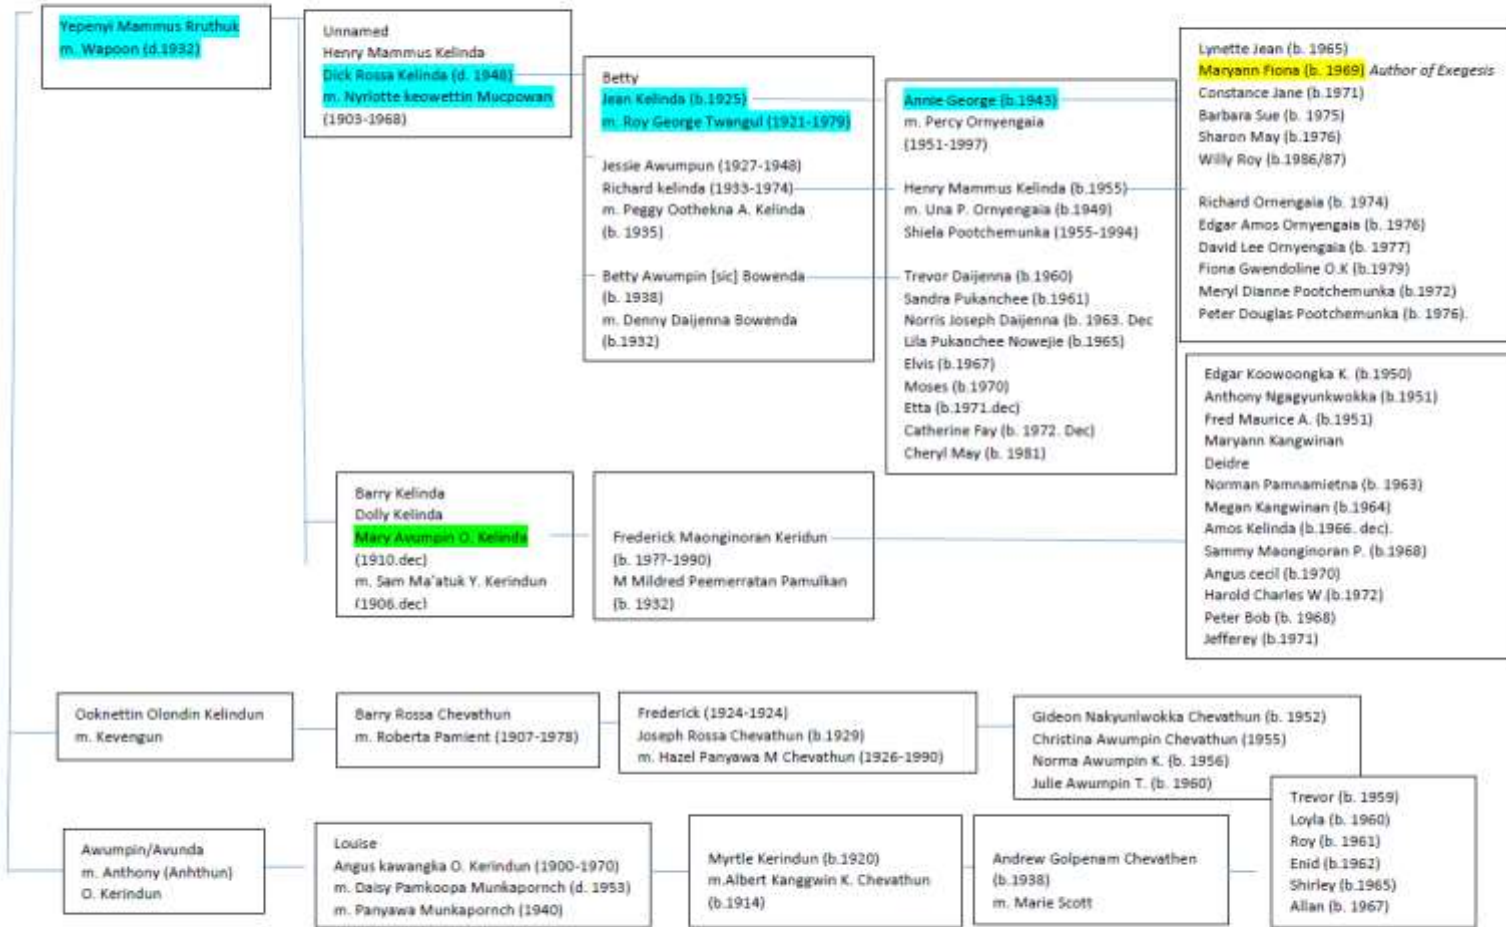 Yepenyi Mammus Rruthuk
m. Wapoon (d.1932)
Unnamed
Henry Mammus Kelinda
Dick Rossa Kelinda (d. 1948)
m. Nyriotte keowettin Mucpowan
(1903-1968)
Betty
Jean Kelinda (b.1925)
m. Roy George Twangul (1921-1979)
Jessie Awumpun (1927-1948)
Richard kelinda (1933-1974)
m. Peggy Oothekna A. Kelinda
(b. 1935)
Betty Awumpin [sic] Bowenda
(b. 1938)
m. Denny Daijenna Bowenda
(b.1932)
Annie George (b.1943)
m. Percy Ornyengaia
(1951-1997)
Henry Mammus Kelinda (b.1955)
m. Una P. Ornyengaia (b.1949)
Shiela Pootchemunka (1955-1994)
Trevor Daijenna (b.1960)
Sandra Pukanchee (b.1961)
Norris Joseph Daijenna (b. 1963. Dec
Lila Pukanchee Nowejie (b.1965)
Elvis (b.1967)
Moses (b.1970)
Etta (b.1971.dec)
Catherine Fay (b. 1972. Dec)
Cheryl May (b. 1981)
Lynette Jean (b. 1965)
Maryann Fiona (b. 1969) Author of Exegesis
Constance Jane (b.1971)
Barbara Sue (b. 1975)
Sharon May (b.1976)
Willy Roy (b.1986/87)
Richard Ornengaia (b. 1974)
Edgar Amos Ornyengaia (b. 1976)
David Lee Ornyengaia (b. 1977)
Fiona Gwendoline O.K (b.1979)
Meryl Dianne Pootchemunka (b.1972)
Peter Douglas Pootchemunka (b. 1976).
Barry Kelinda
Dolly Kelinda
Mary Avumpin O. Kelinda
(1910.dec)
m. Sam Ma'atuk Y. Kerindun
(1906.dec)
Frederick Maonginoran Keridun
(b. 19??-1990)
M Mildred Peemerratan Pamulkan
(b. 1932)
Edgar Koowoongka K. (b.1950)
Anthony Ngagyunkwokka (b.1951)
Fred Maurice A. (b.1951)
Maryann Kangwinan
Deidre
Norman Pamnamietna (b. 1963)
Megan Kangwinan (b.1964)
Amos Kelinda (b.1966. dec).
Sammy Maonginoran P. (b.1968)
Angus cecil (b.1970)
Harold Charles W.(b.1972)
Peter Bob (b. 1968)
Jefferey (b.1971)
Ooknettin Olondin Kelindun
m. Kevengun
Barry Rossa Chevathun
m. Roberta Pamient (1907-1978)
Frederick (1924-1924)
Joseph Rossa Chevathun (b.1929)
m. Hazel Panyawa M Chevathun (1926-1990)
Gideon Nakyunlwokka Chevathun (b. 1952)
Christina Awumpin Chevathun (1955)
Norma Awumpin K. (b. 1956)
Julie Awumpin T. (b. 1960)
Awumpin/Avunda
m. Anthony (Anhthun)
O. Kerindun
Louise
Angus kawangka O. Kerindun (1900-1970)
m. Daisy Pamkoopa Munkapornch (d. 1953)
m. Panyawa Munkapornch (1940)
Myrtle Kerindun (b.1920)
m.Albert Kanggwin K. Chevathun
(b.1914)
Andrew Golpenam Chevathen
(b.1938)
m. Marie Scott
Trevor (b. 1959)
Loyla (b. 1960)
Roy (b. 1961)
Enid (b.1962)
Shirley (b.1965)
Allan (b. 1967)